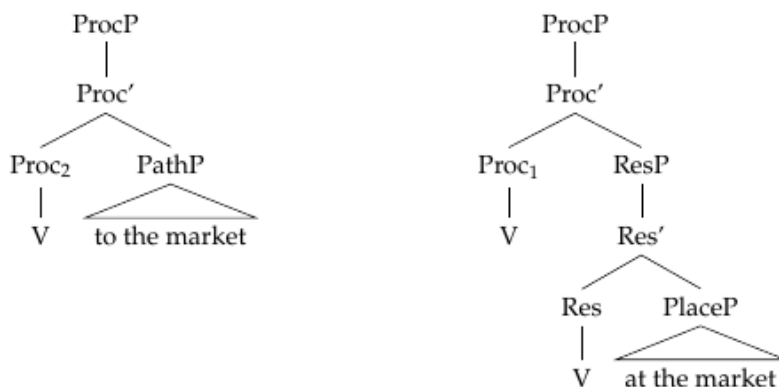 ProcP ProcP
Proc′ Proc′
Proc₂ PathP Proc₁ ResP
V to the market V Res′
Res PlaceP
V at the market